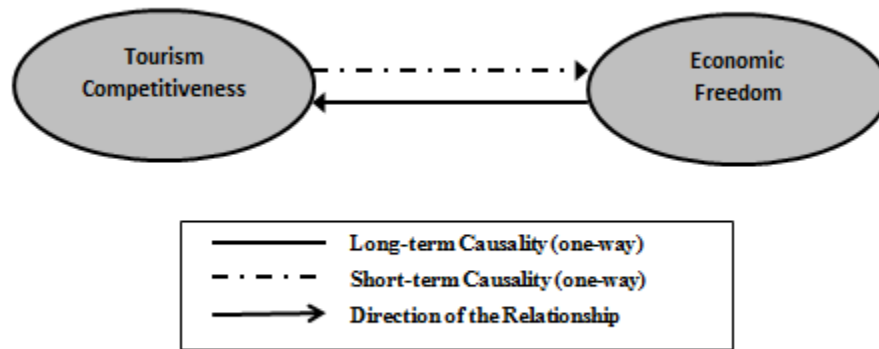 Tourism
Competitiveness
Economic
Freedom
Long-term Causality (one-way)
Short-term Causality (one-way)
Direction of the Relationship